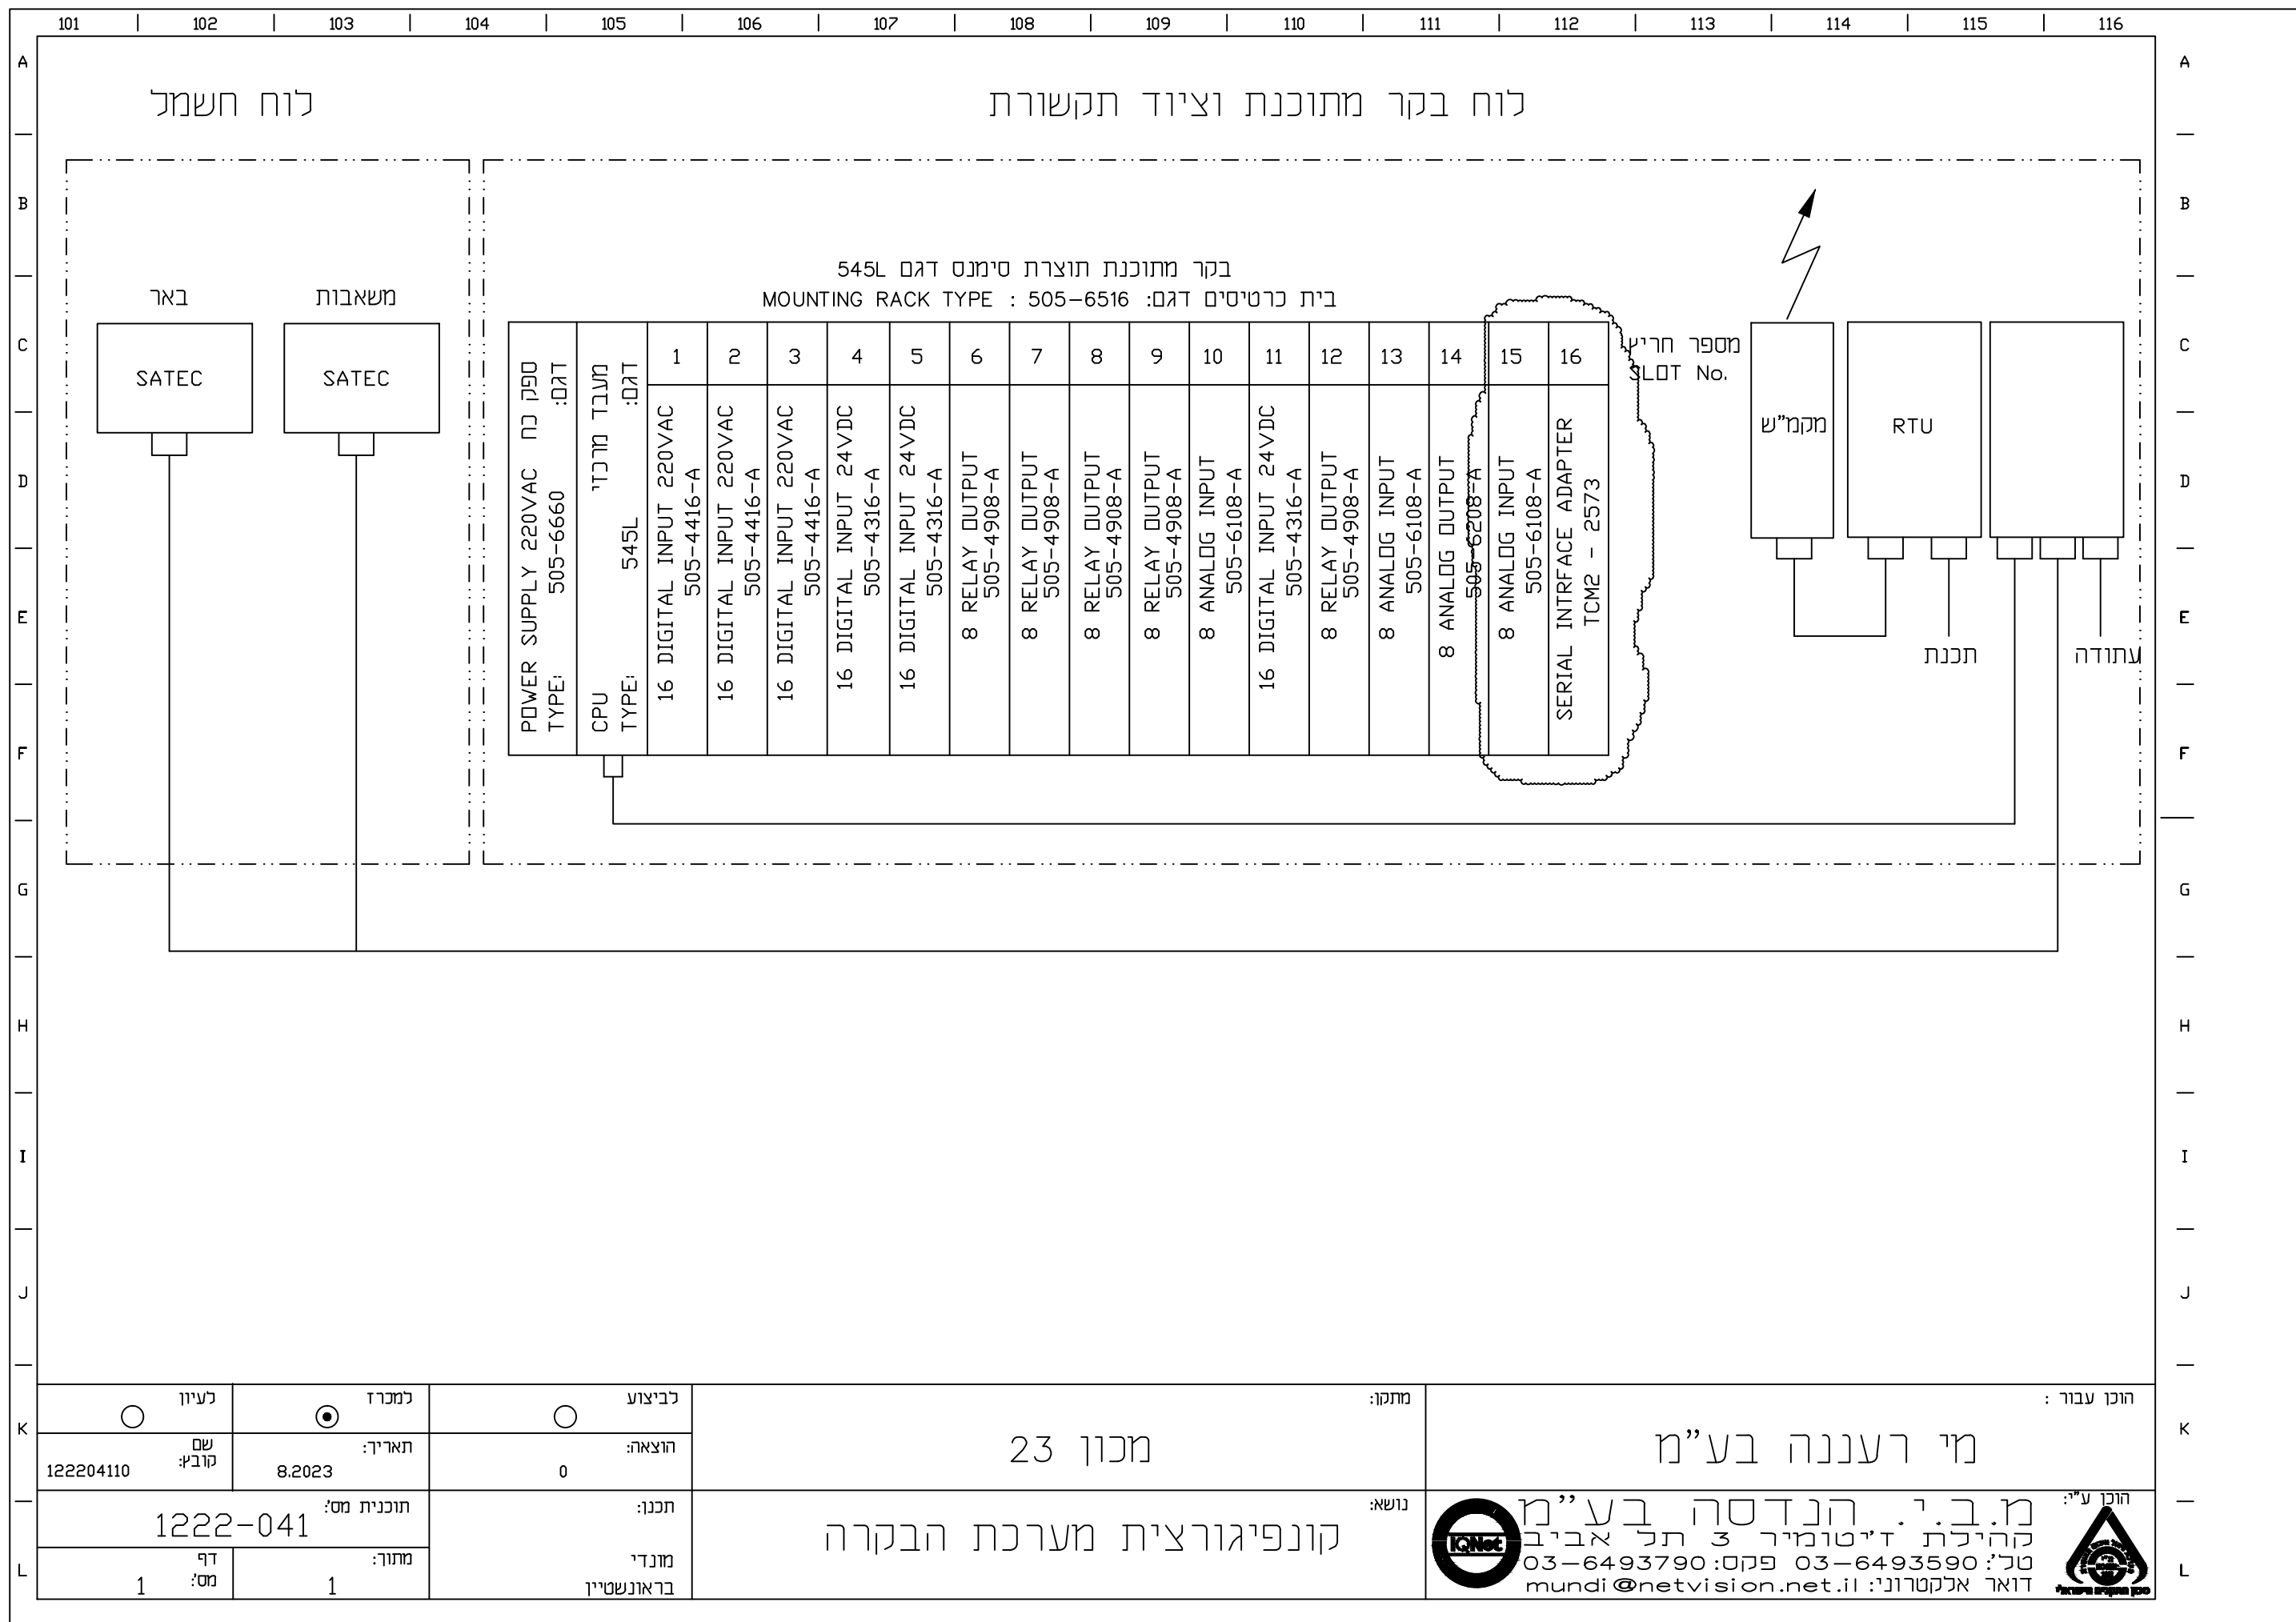 101 102 103 104 105 106 107 108 109 110 111 112 113 114 115 116
A A
B B
C C
D D
E E
F F
G G
H H
I I
J J
K K
L L
לוח חשמל
לוח בקר מתוכנת וציוד תקשורת
באר
משאבות
SATEC
SATEC
בקר מתוכנת תוצרת סימנס דגם 545L
בית כרטיסים דגם: MOUNTING RACK TYPE : 505-6516
POWER SUPPLY 220VAC ספק כח
TYPE: 505-6660 דגם:
CPU מעבד מרכזי
TYPE: 545L דגם:
1
16 DIGITAL INPUT 220VAC
505-4416-A
2
16 DIGITAL INPUT 220VAC
505-4416-A
3
16 DIGITAL INPUT 220VAC
505-4416-A
4
16 DIGITAL INPUT 24VDC
505-4316-A
5
16 DIGITAL INPUT 24VDC
505-4316-A
6
8 RELAY OUTPUT
505-4908-A
7
8 RELAY OUTPUT
505-4908-A
8
8 RELAY OUTPUT
505-4908-A
9
8 RELAY OUTPUT
505-4908-A
10
8 ANALOG INPUT
505-6108-A
11
16 DIGITAL INPUT 24VDC
505-4316-A
12
8 RELAY OUTPUT
505-4908-A
13
8 ANALOG INPUT
505-6108-A
14
8 ANALOG OUTPUT
505-6208-A
15
8 ANALOG INPUT
505-6108-A
16
SERIAL INTRFACE ADAPTER
TCM2 - 2573
מספר חריץ
SLOT No.
מקמ"ש
RTU
תכנת
עתודה
לעיון
למכרז
לביצוע
שם
קובץ:
122204110
תאריך:
8.2023
הוצאה:
0
תוכנית מס':
1222-041
תכנן:
מונדי
בראונשטיין
דף
מס':
1
מתוך:
1
מתקן:
מכון 23
נושא:
קונפיגורצית מערכת הבקרה
הוכן עבור :
מי רעננה בע"מ
הוכן ע"י:
מ.ב.י. הנדסה בע"מ
קהילת ז'יטומיר 3 תל אביב
טל': 03-6493590 פקס: 03-6493790
דואר אלקטרוני: mundi@netvision.net.il
IQNet
מכון התקנים הישראלי